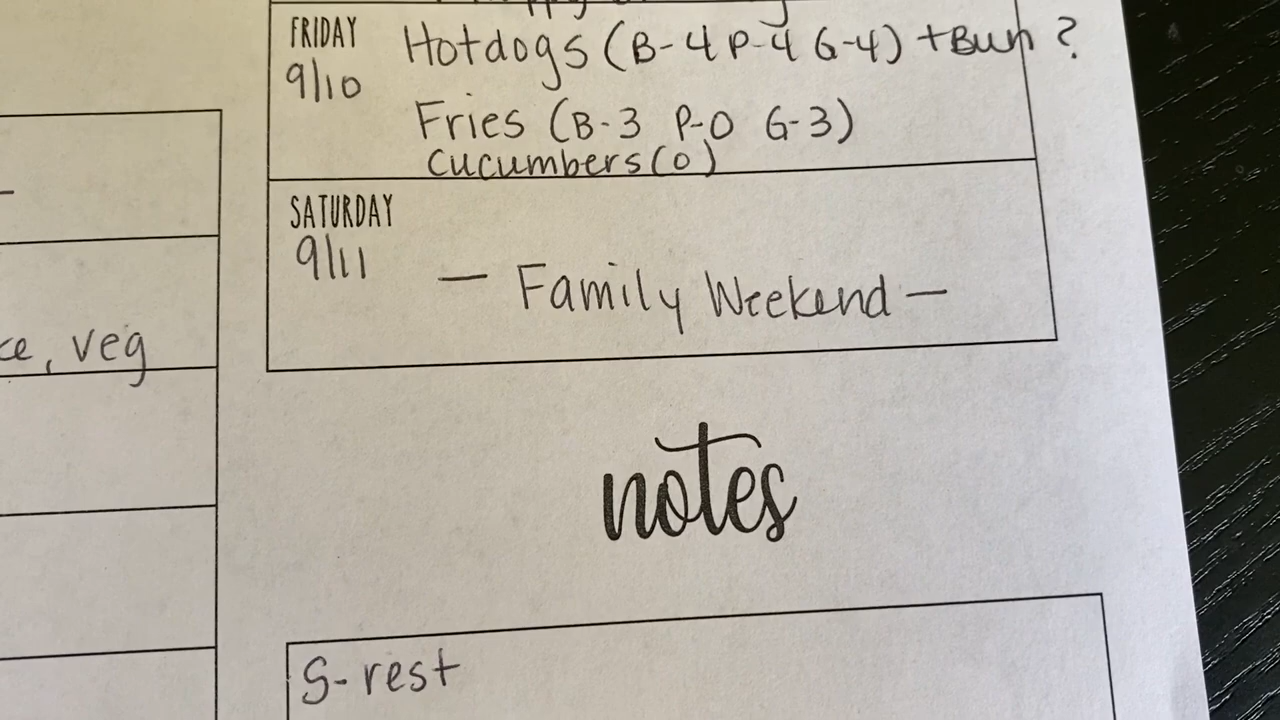 FRIDAY
9/10
Hotdogs (B-4 P-4 G-4) +Bun ?
Fries (B-3 P-0 G-3)
cucumbers (0)
SATURDAY
9/11
— Family Weekend —
, veg
notes
S- rest